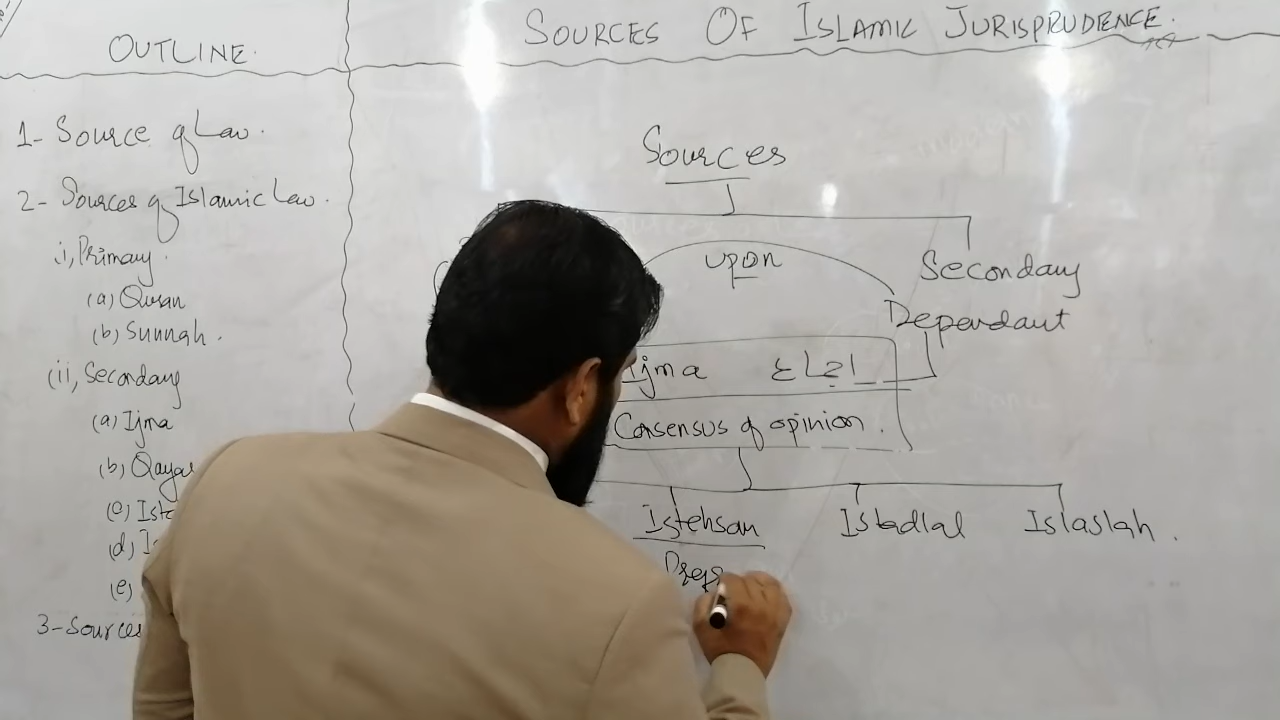 OUTLINE.
1- Source of Law.
2- Sources of Islamic Law.
i, Primary.
(a) Quran
(b) Sunnah.
(ii, Secondary
(a) Ijma
(b) Qayas
(c)
(d)
(e)
3- Sources
SOURCES OF ISLAMIC JURISPRUDENCE.
Sources
upon
Secondary
Dependant
Ijma اجماع
Consensus of opinion.
Istehsan Istadlal Islaslah.